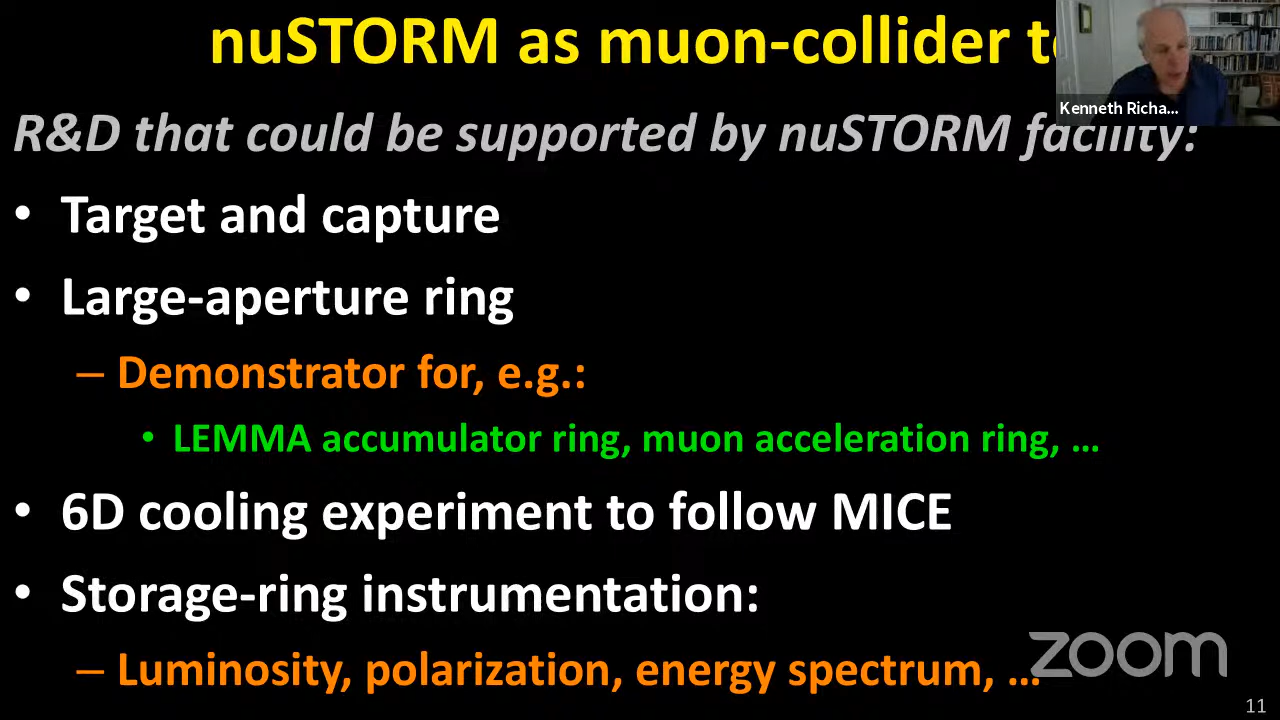 nuSTORM as muon-collider
Kenneth Richa...
R&D that could be supported by nuSTORM facility:
• Target and capture
• Large-aperture ring
– Demonstrator for, e.g.:
• LEMMA accumulator ring, muon acceleration ring, ...
• 6D cooling experiment to follow MICE
• Storage-ring instrumentation:
– Luminosity, polarization, energy spectrum, ...
zoom
11